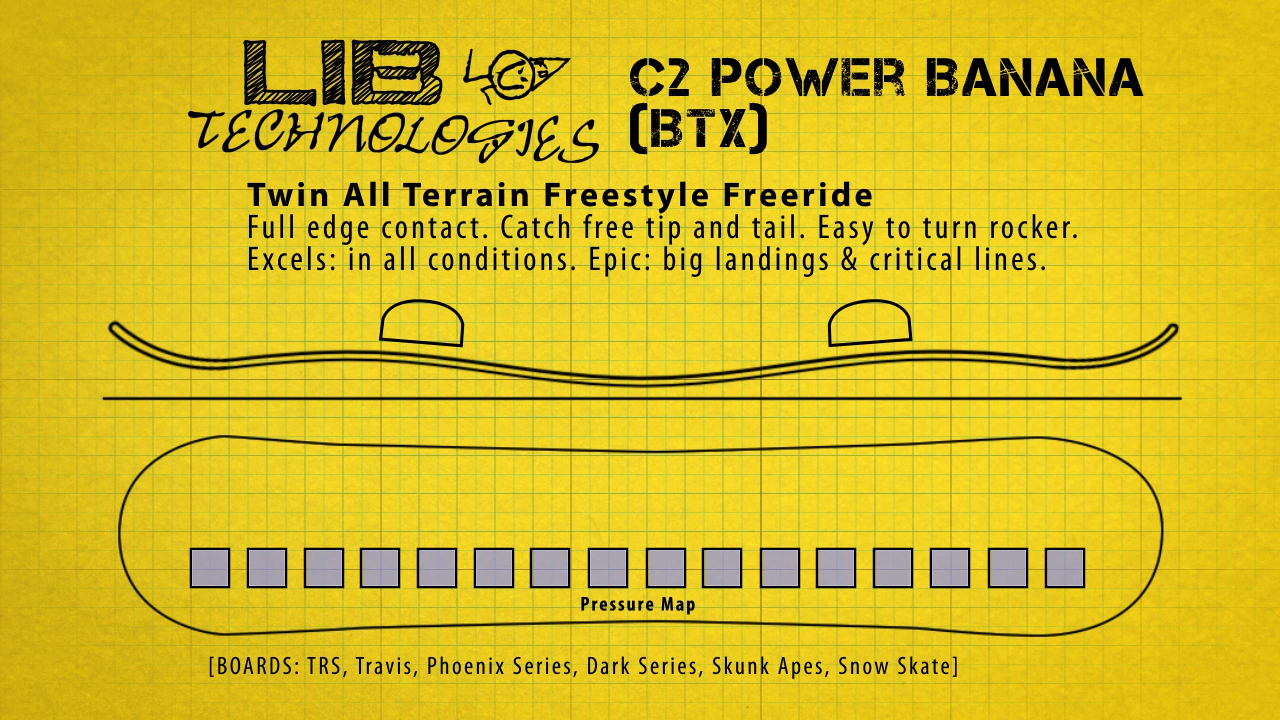 LIB
TECHNOLOGIES
C2 POWER BANANA
(BTX)
Twin All Terrain Freestyle Freeride
Full edge contact. Catch free tip and tail. Easy to turn rocker.
Excels: in all conditions. Epic: big landings & critical lines.
Pressure Map
[BOARDS: TRS, Travis, Phoenix Series, Dark Series, Skunk Apes, Snow Skate]